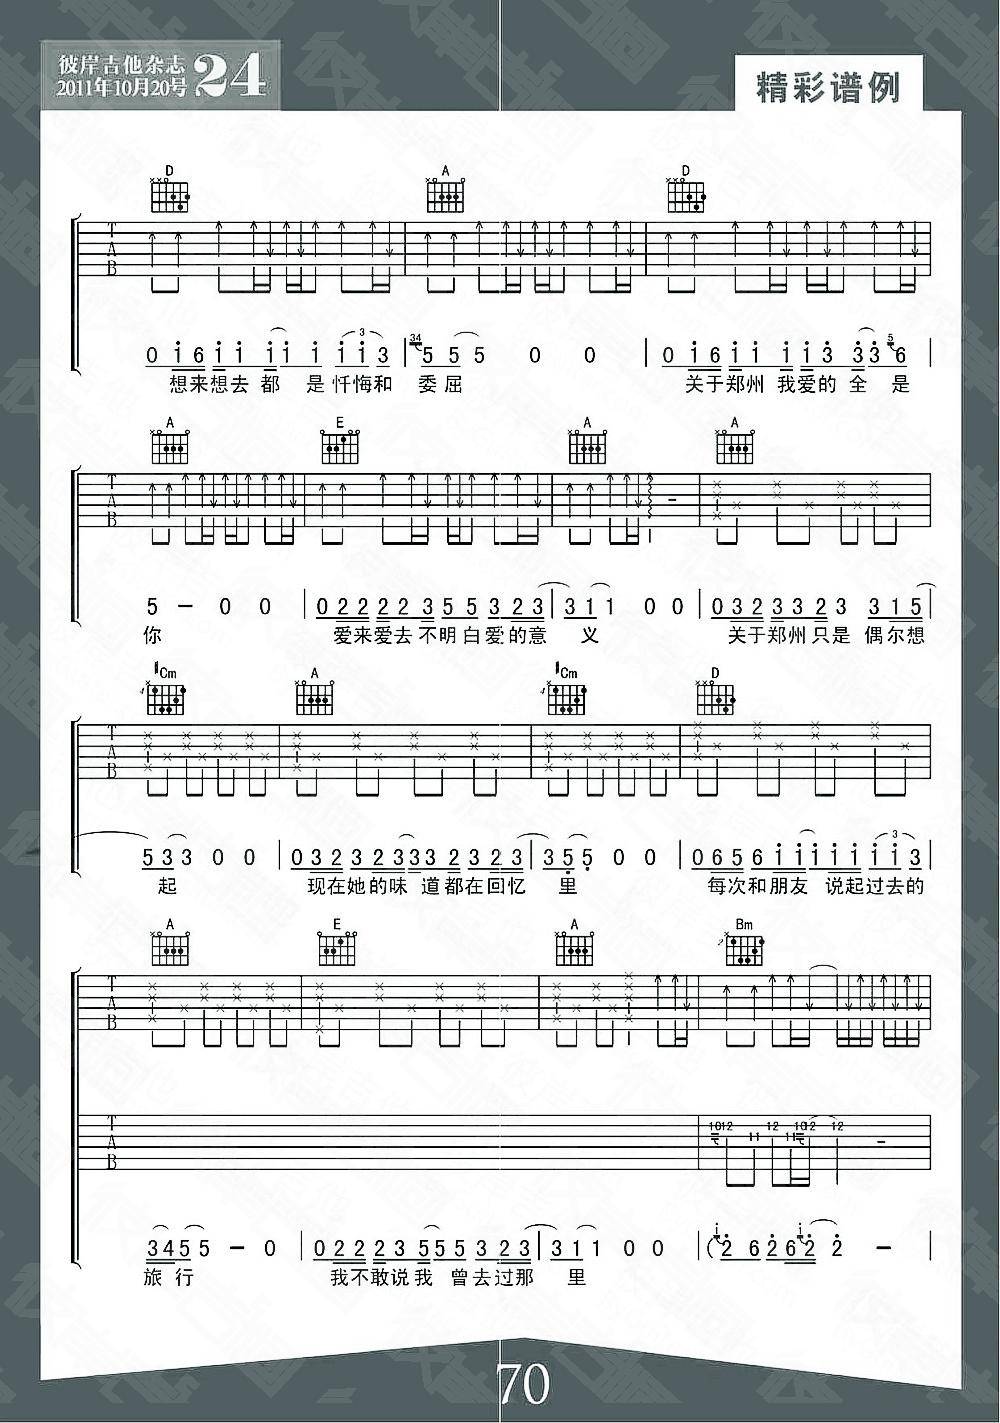 彼岸吉他杂志
2011年10月20号 24
精彩谱例
D A D
T A B
0 i 6 i i i i i i i 3 5 5 5 0 0 0 i 6 i i i i 3 3 3 6
想来想去 都 是忏悔和 委屈 关于郑州 我爱的 全 是
A E A A
T A B
5 — 0 0 0 2 2 2 2 3 5 5 3 2 3 3 1 1 0 0 0 3 2 3 3 2 3 3 1 5
你 爱来爱去 不明白爱的意 义 关于郑州 只是 偶尔想
Cm A Cm D
T A B
5 3 3 0 0 0 3 2 3 2 3 3 3 2 3 2 3 3 5 5 0 0 0 6 5 6 i i i i i i i 3
起 现在她的味 道都在回忆 里 每次和朋友 说起过去的
A E A Bm
T A B
T A B
10 12 11 12 11 10 12 12
3 4 5 5 — 0 0 2 2 2 3 5 5 5 3 2 3 3 1 1 0 0 (2 6 2 6 2 2 —
旅 行 我不敢说我 曾去过那 里
70